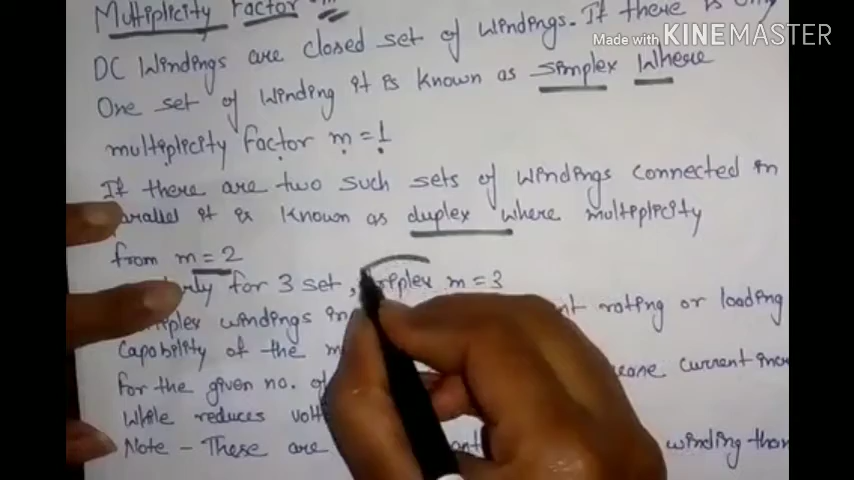 Multiplicity Factor
Made with KINEMASTER
DC Windings are closed set of windings. If there is only
One set of winding it is known as simplex where
multiplicity factor m = 1
If there are two such sets of windings connected in
parallel it is known as duplex where multiplicity
from m = 2
for 3 set, triplex m = 3
windings in rating or loading
Capability of the
For the given no. of current
While reduces
Note - These are winding than